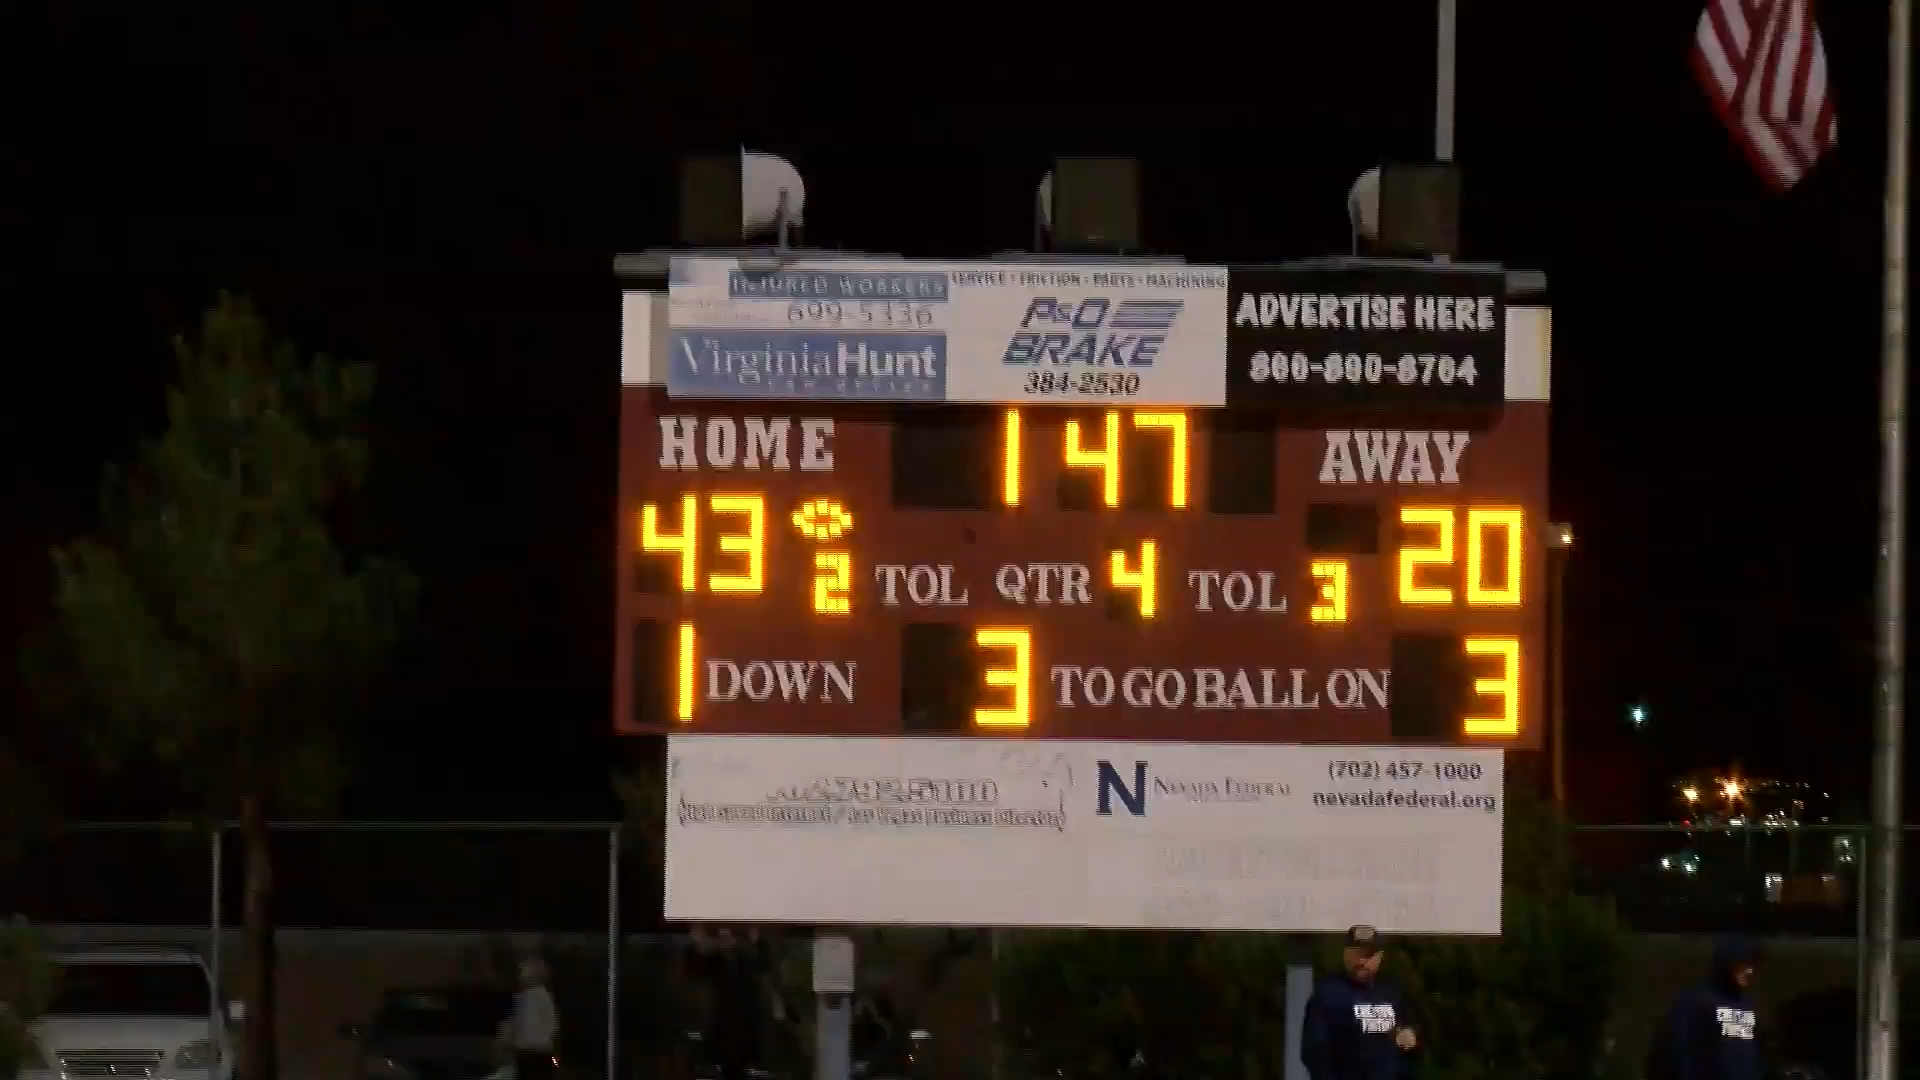 INJURED WORKERS
699-5336
VirginiaHunt
SERVICE • FRICTION • PARTS • MACHINING
P&O
BRAKE
384-2530
ADVERTISE HERE
HOME
1 47
AWAY
43
2 TOL
QTR 4
TOL 3
20
1 DOWN
3 TO GO
BALL ON 3
N NEVADA FEDERAL
(702) 457-1000
nevadafederal.org